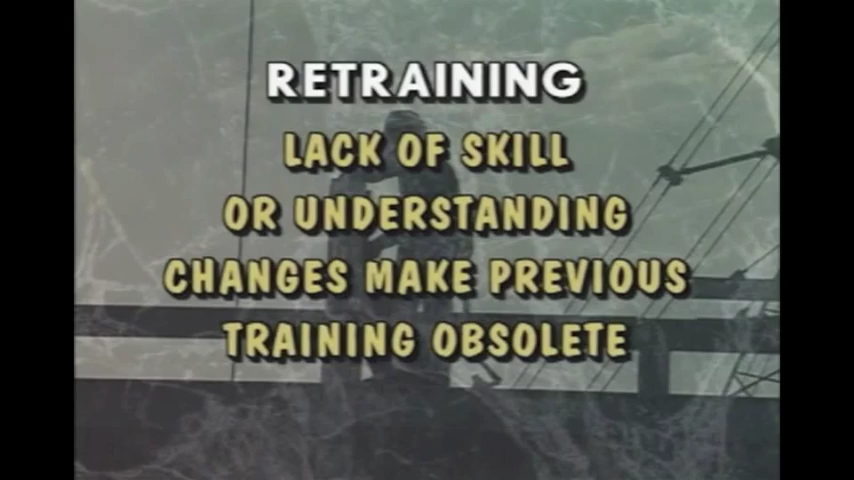 RETRAINING
LACK OF SKILL
OR UNDERSTANDING
CHANGES MAKE PREVIOUS
TRAINING OBSOLETE